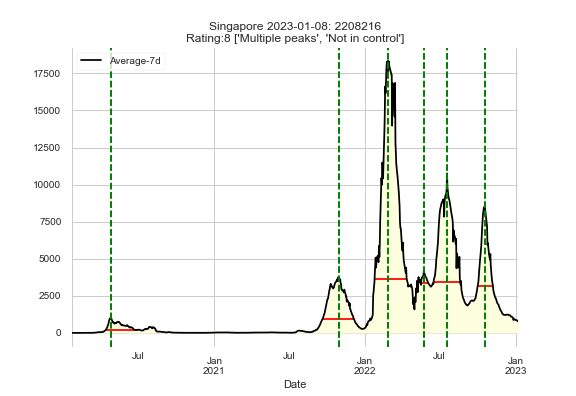 Singapore 2023-01-08: 2208216
Rating:8 ['Multiple peaks', 'Not in control']
Average-7d
17500
15000
12500
10000
7500
5000
2500
0
Jul Jan Jul Jan Jul Jan
2021 2022 2023
Date